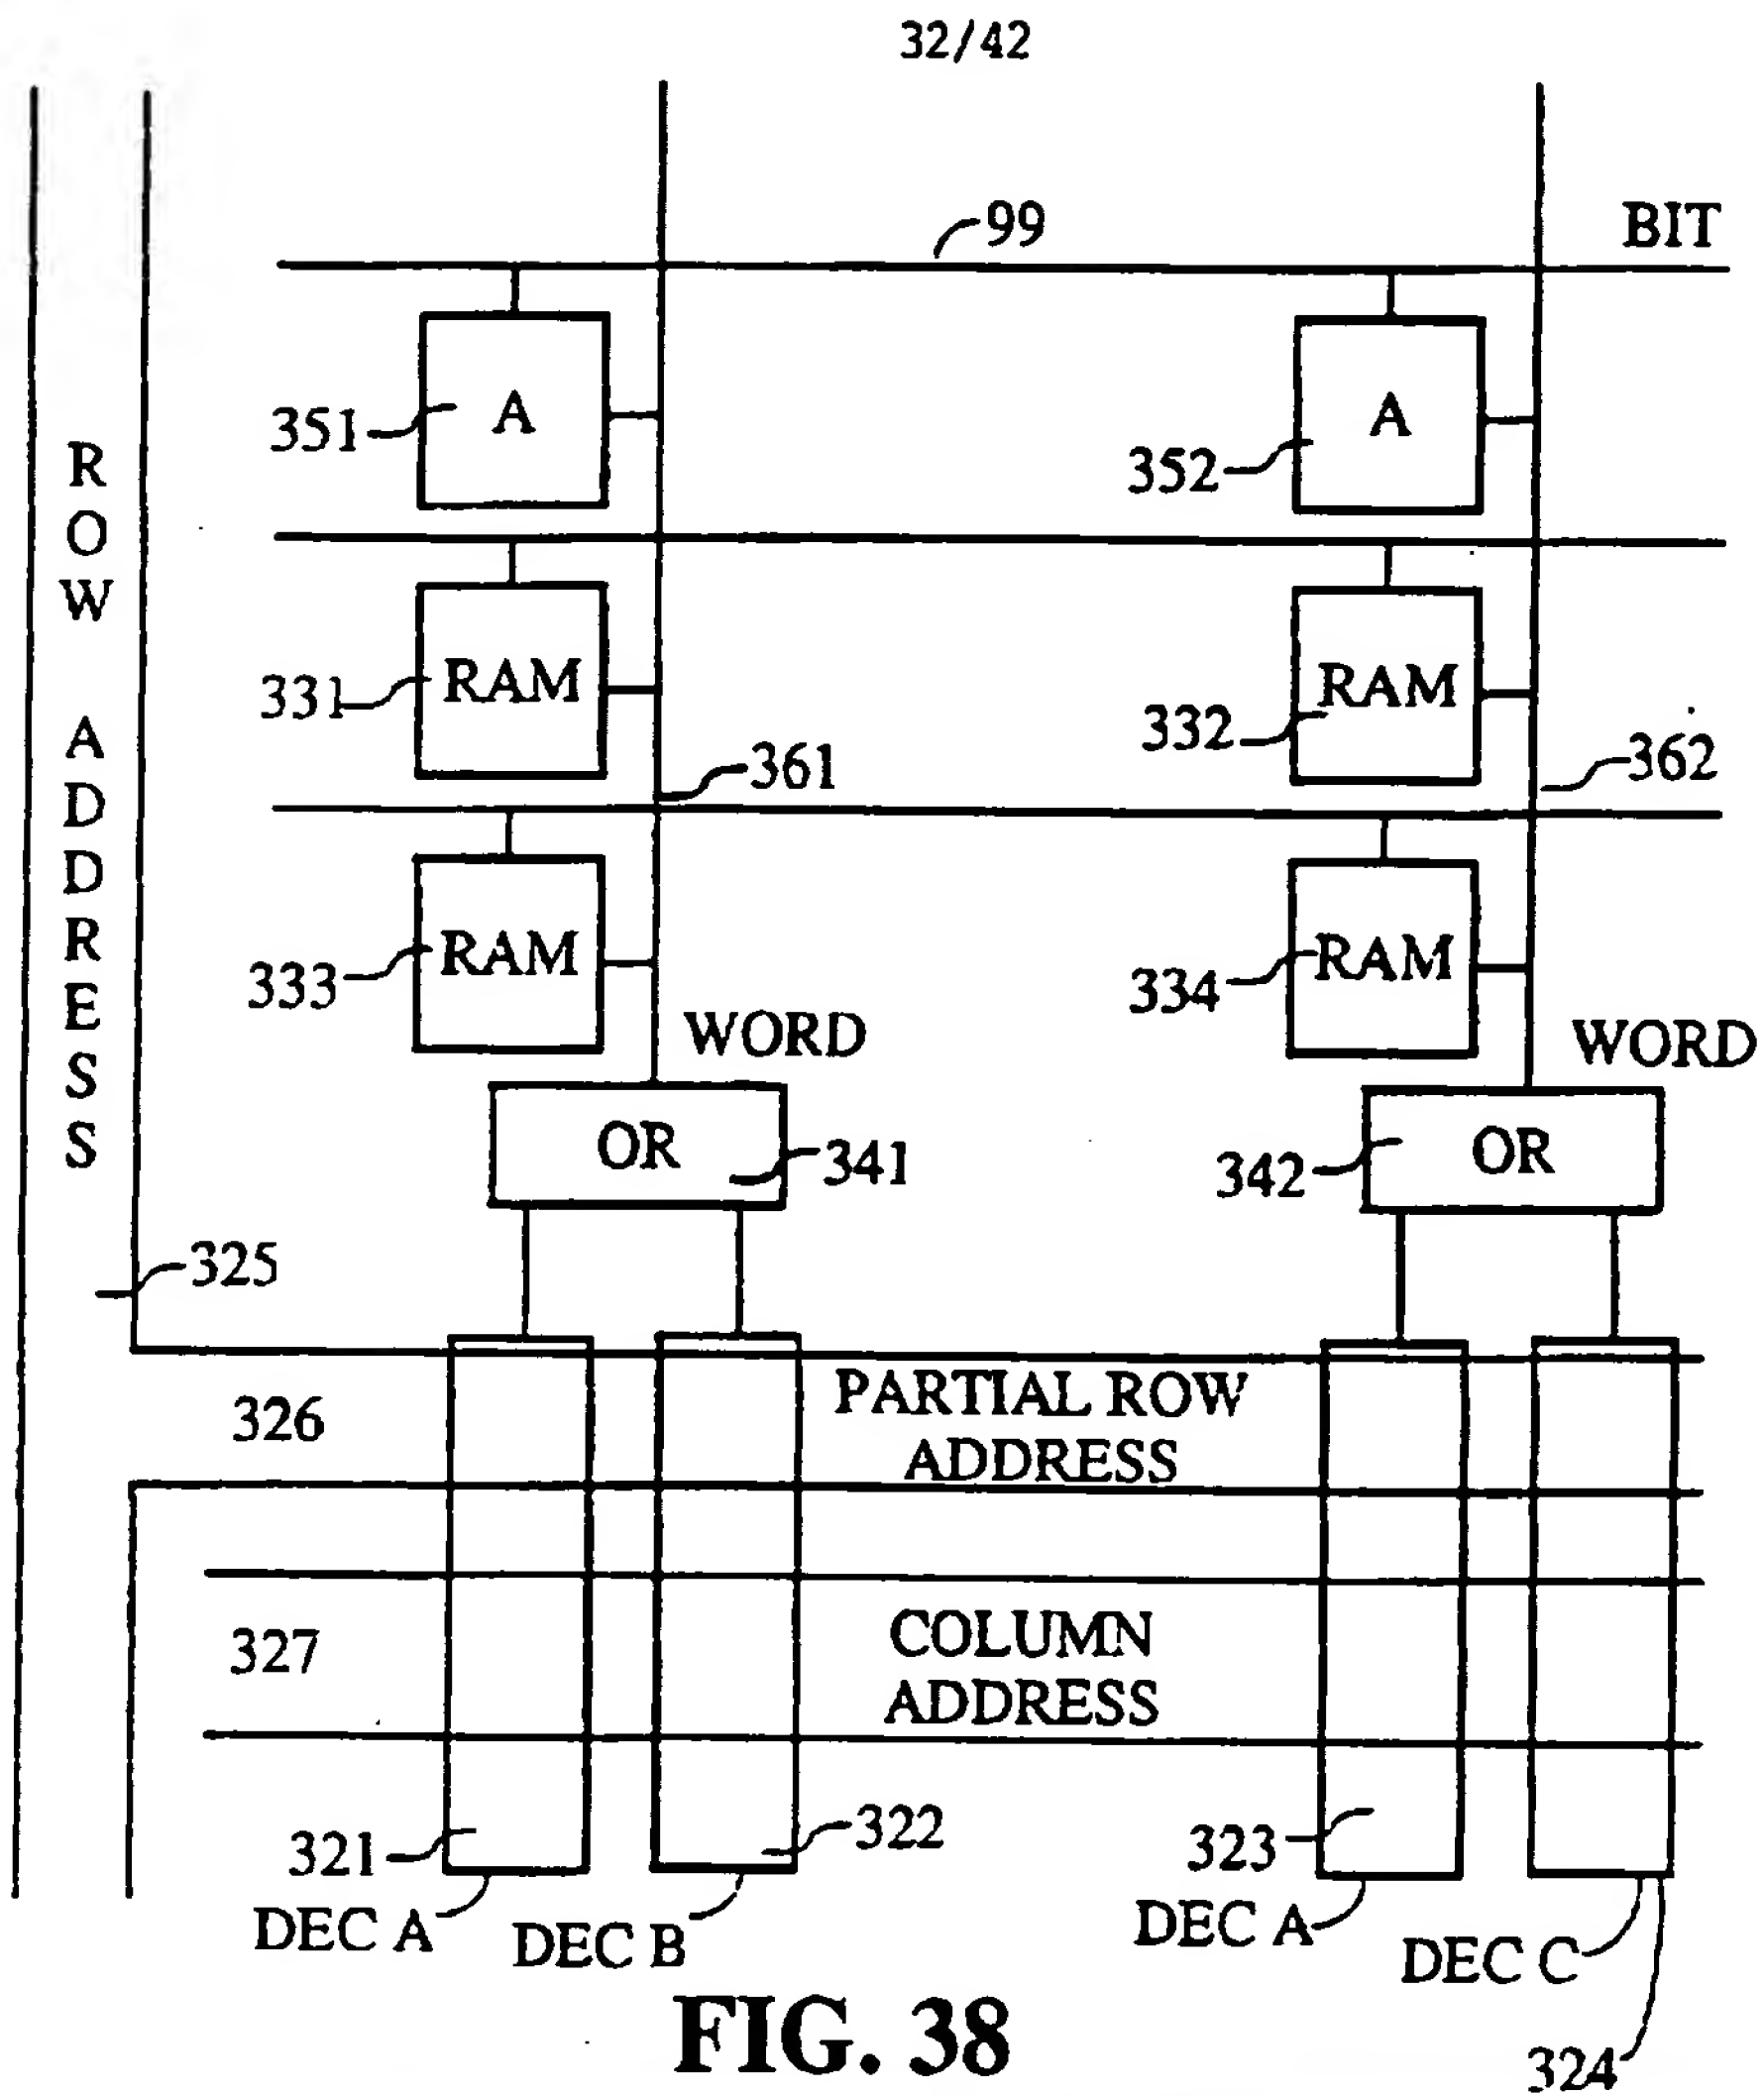 32/42
99
BIT
A
351
A
352
ROW ADDRESS
RAM
331
RAM
332
361
362
RAM
333
RAM
334
WORD
WORD
OR
341
342
OR
325
326
PARTIAL ROW
ADDRESS
327
COLUMN
ADDRESS
321
322
323
DEC A
DEC B
DEC A
DEC C
FIG. 38
324